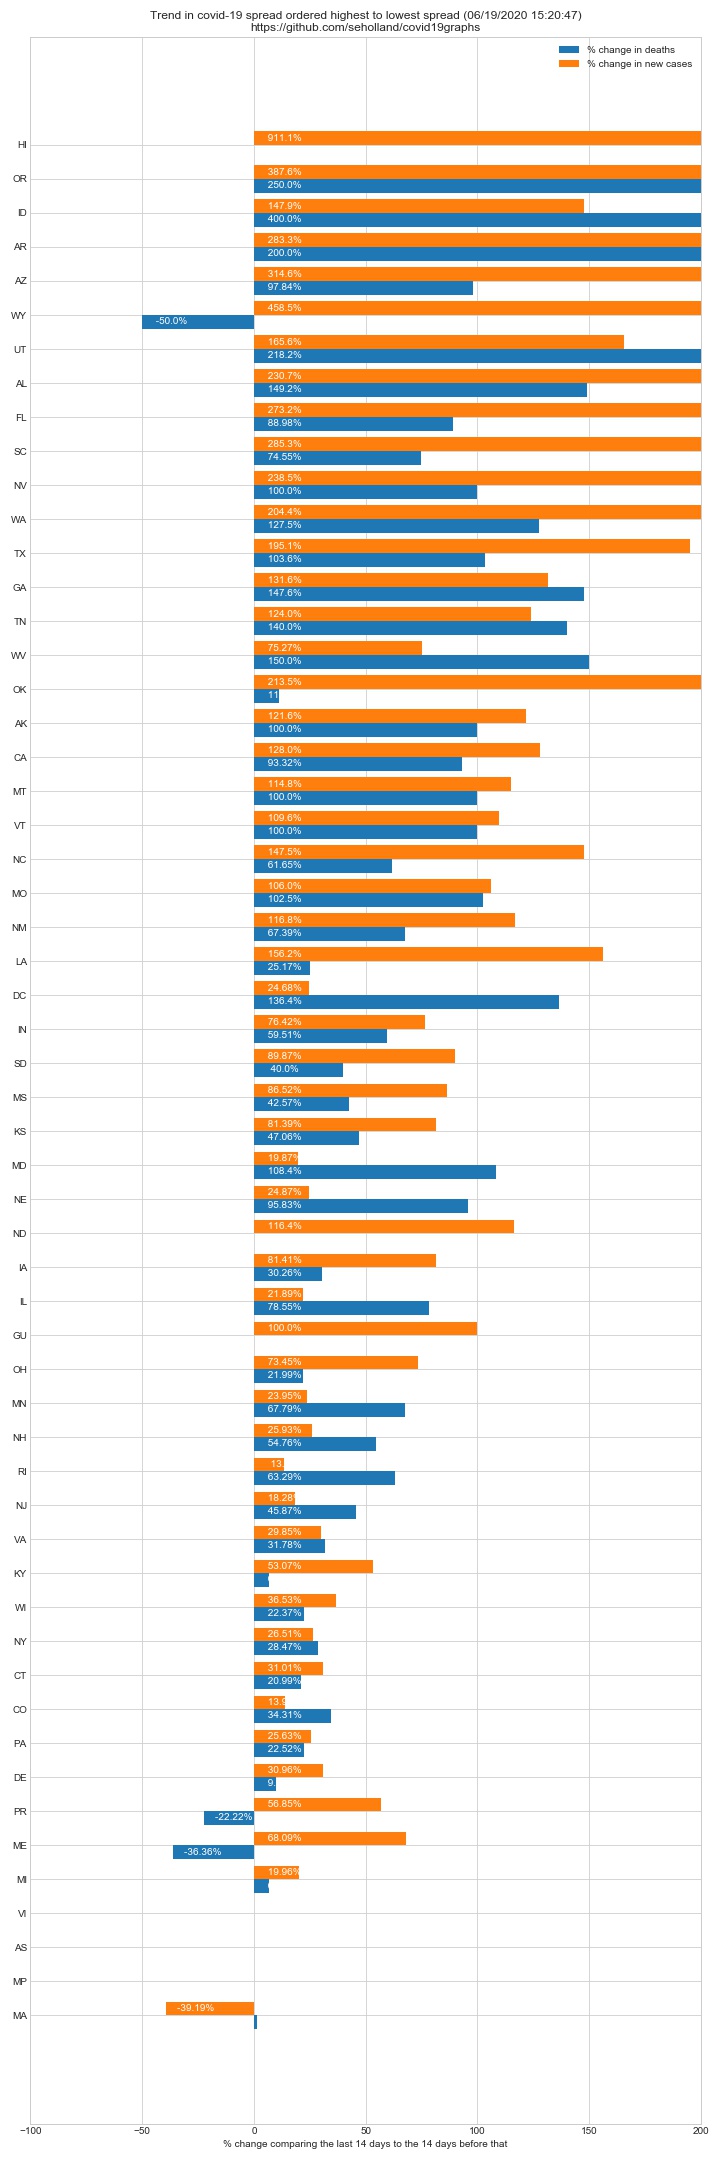 Trend in covid-19 spread ordered highest to lowest spread (06/19/2020 15:20:47)
https://github.com/seholland/covid19graphs
% change in deaths
% change in new cases
HI
911.1%
OR
387.6%
250.0%
ID
147.9%
400.0%
AR
283.3%
200.0%
AZ
314.6%
97.84%
WY
458.5%
-50.0%
UT
165.6%
218.2%
AL
230.7%
149.2%
FL
273.2%
88.98%
SC
285.3%
74.55%
NV
238.5%
100.0%
WA
204.4%
127.5%
TX
195.1%
103.6%
GA
131.6%
147.6%
TN
124.0%
140.0%
WV
75.27%
150.0%
OK
213.5%
11
AK
121.6%
100.0%
CA
128.0%
93.32%
MT
114.8%
100.0%
VT
109.6%
100.0%
NC
147.5%
61.65%
MO
106.0%
102.5%
NM
116.8%
67.39%
LA
156.2%
25.17%
DC
24.68%
136.4%
IN
76.42%
59.51%
SD
89.87%
40.0%
MS
86.52%
42.57%
KS
81.39%
47.06%
MD
19.87%
108.4%
NE
24.87%
95.83%
ND
116.4%
IA
81.41%
30.26%
IL
21.89%
78.55%
GU
100.0%
OH
73.45%
21.99%
MN
23.95%
67.79%
NH
25.93%
54.76%
RI
13.
63.29%
NJ
18.28%
45.87%
VA
29.85%
31.78%
KY
53.07%
WI
36.53%
22.37%
NY
26.51%
28.47%
CT
31.01%
20.99%
CO
13.9
34.31%
PA
25.63%
22.52%
DE
30.96%
9.
PR
56.85%
-22.22%
ME
68.09%
-36.36%
MI
19.96%
VI
AS
MP
MA
-39.19%
−100 −50 0 50 100 150 200
% change comparing the last 14 days to the 14 days before that